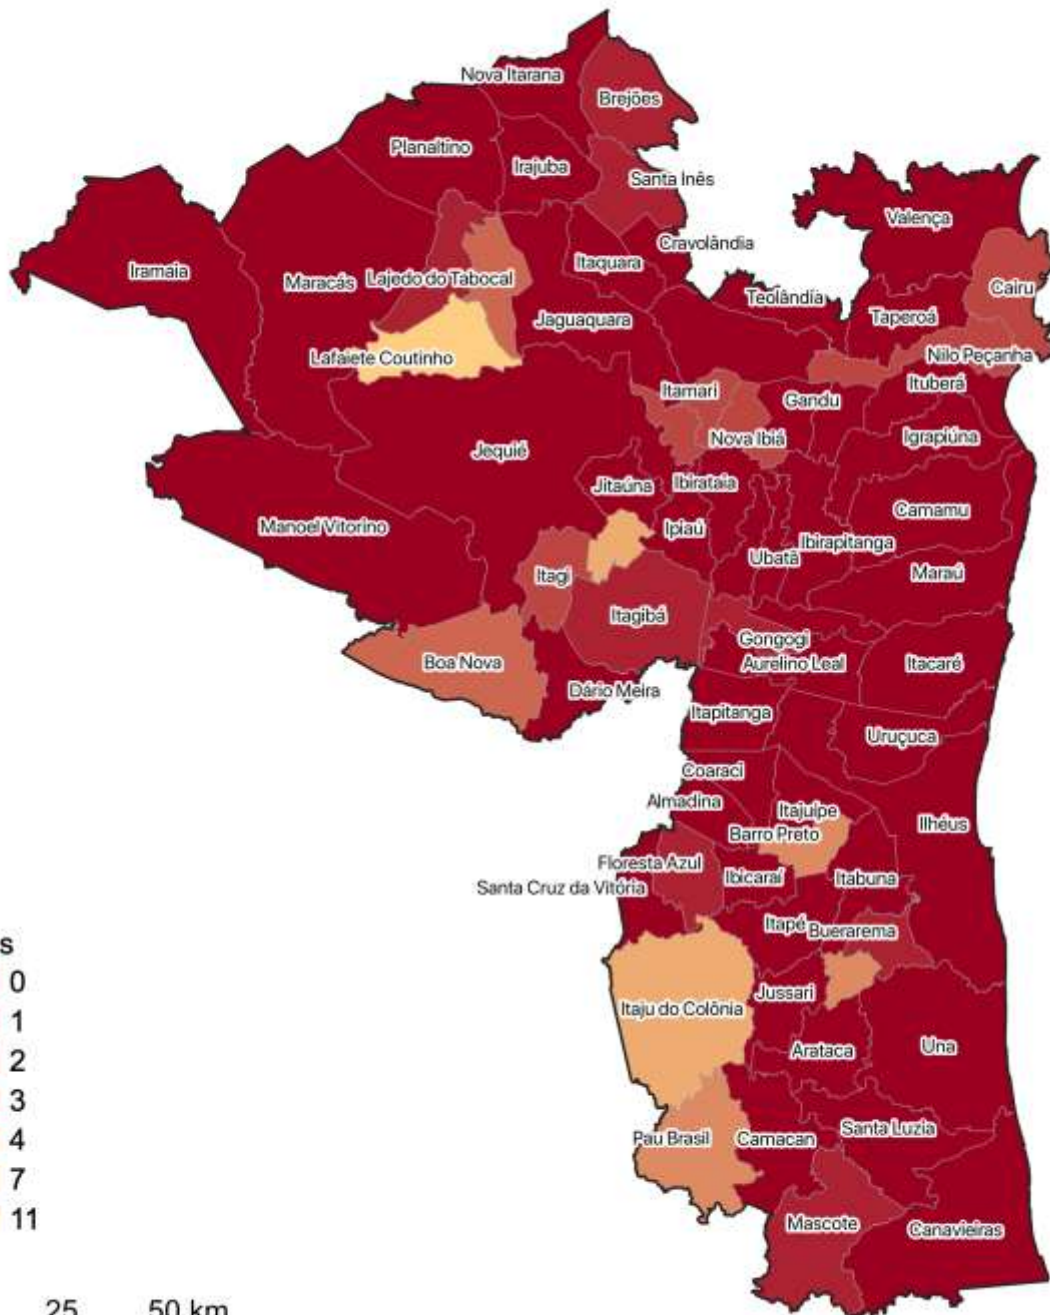 Nova Itarana
Brejões
Planaltino
Irajuba
Santa Inês
Valença
Cravolândia
Itaquara
Iramaia
Maracás
Lajedo do Tabocal
Cairu
Teolândia
Taperoá
Jaguaquara
Lafaiete Coutinho
Nilo Peçanha
Ituberá
Itamari
Gandu
Nova Ibiá
Igrapiúna
Jequié
Jitaúna
Ibirataia
Camamu
Manoel Vitorino
Ipiaú
Ibirapitanga
Ubatã
Maraú
Itagi
Itagibá
Gongogi
Aurelino Leal
Itacaré
Boa Nova
Dário Meira
Itapitanga
Uruçuca
Coaraci
Almadina
Itajuípe
Ilhéus
Barro Preto
Floresta Azul
Ibicaraí
Itabuna
Santa Cruz da Vitória
Itapé
Buerarema
s
0
Jussari
Itaju do Colônia
1
Arataca
Una
2
3
Santa Luzia
4
Pau Brasil
Camacan
7
11
Mascote
Canavieiras
25 50 km